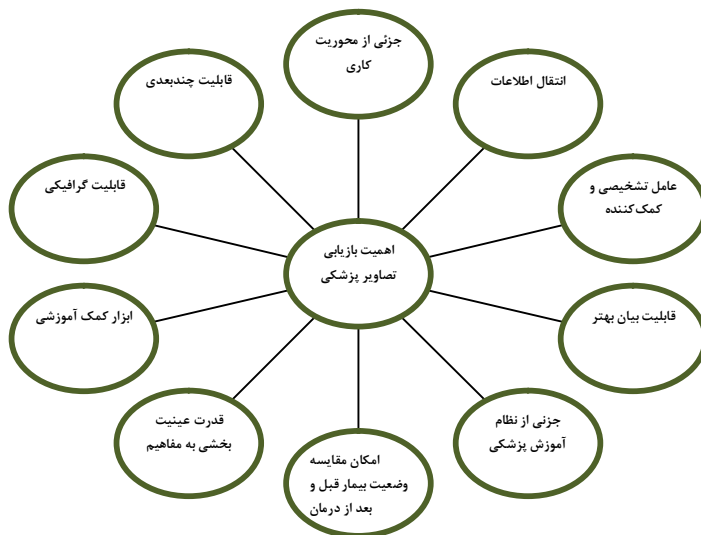 جزئی از محوریت
کاری
انتقال اطلاعات
عامل تشخیصی و
کمک‌کننده
قابلیت بیان بهتر
جزنی از نظام
آموزش پزشکی
امکان مقایسه
وضعیت بیمار قبل و
بعد از درمان
قدرت عینیت
بخشی به مفاهیم
ابزار کمک آموزشی
قابلیت گرافیکی
قابلیت چندبعدی
اهمیت بازیابی
تصاویر پزشکی